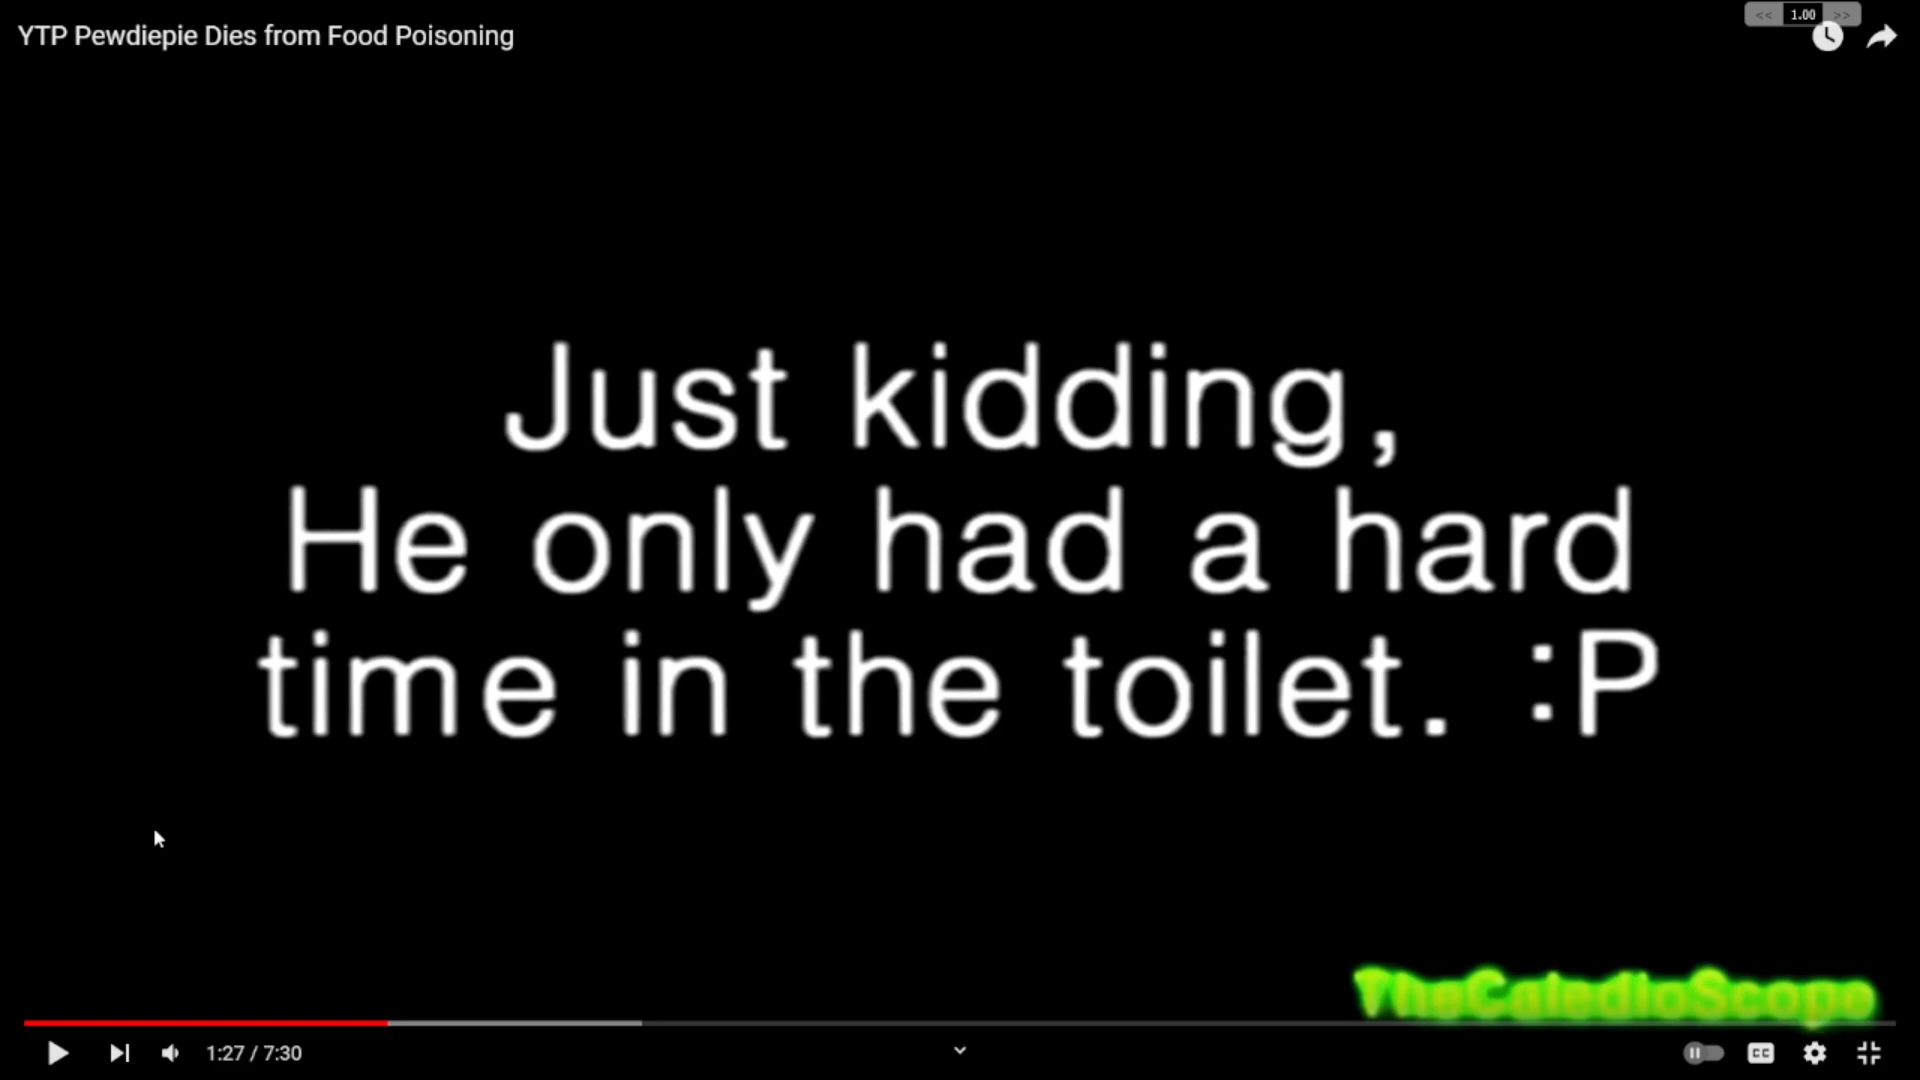 YTP Pewdiepie Dies from Food Poisoning
<< 1.00 >>
Just kidding,
He only had a hard
time in the toilet. :P
TheCaledioScope
1:27 / 7:30
CC